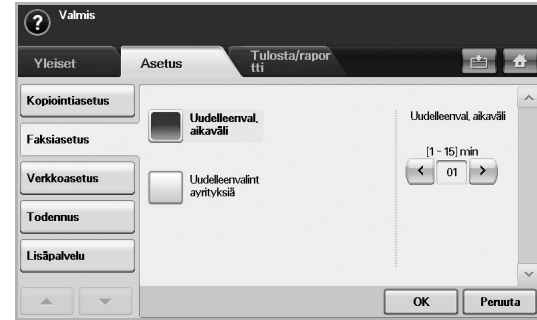 ?
Valmis
Yleiset
Asetus
Tulosta/rapor
tti
Kopiointiasetus
Faksiasetus
Verkkoasetus
Todennus
Lisäpalvelu
Uudelleenval.
aikaväli
Uudelleenvalint
ayrityksiä
Uudelleenval. aikaväli
[1 - 15] min
< 01 >
OK
Peruuta